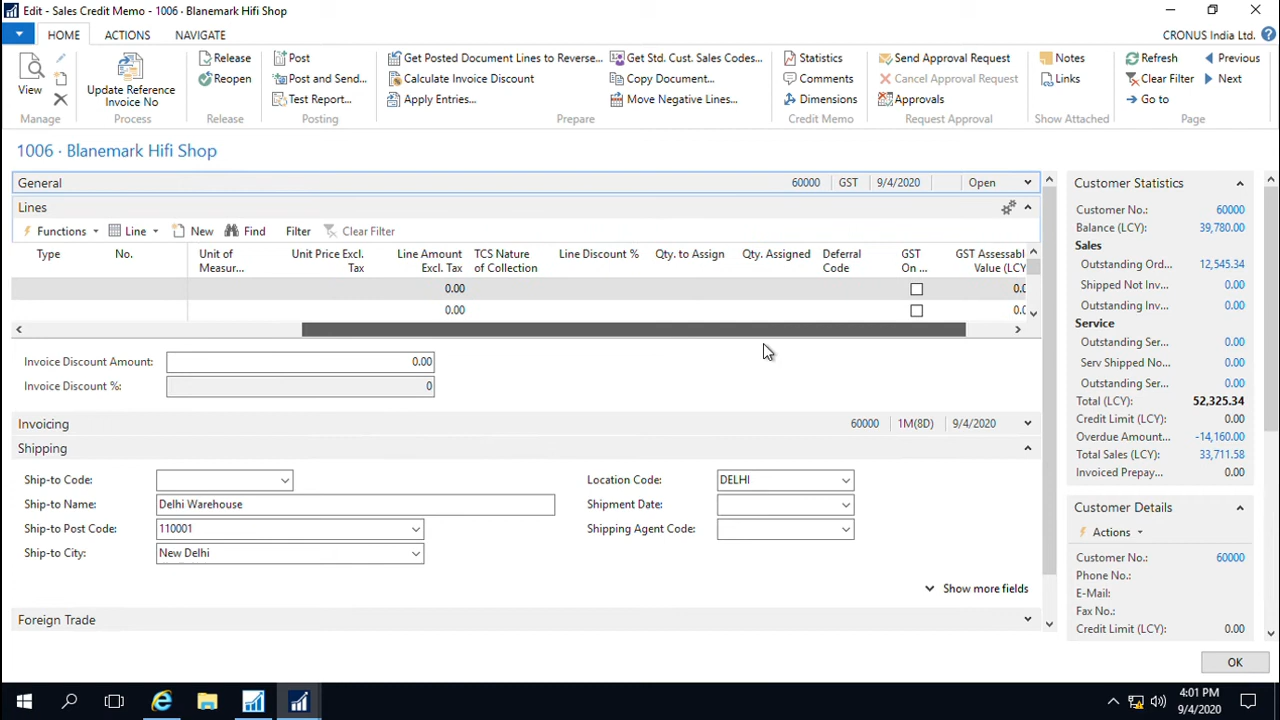 Edit - Sales Credit Memo - 1006 · Blanemark Hifi Shop
HOME ACTIONS NAVIGATE CRONUS India Ltd.
View
Update Reference Invoice No
Release
Reopen
Post
Post and Send...
Test Report...
Get Posted Document Lines to Reverse...
Calculate Invoice Discount
Apply Entries...
Get Std. Cust. Sales Codes...
Copy Document...
Move Negative Lines...
Statistics
Comments
Dimensions
Send Approval Request
Cancel Approval Request
Approvals
Notes
Links
Refresh
Clear Filter
Go to
Previous
Next
Manage Process Release Posting Prepare Credit Memo Request Approval Show Attached Page
1006 · Blanemark Hifi Shop
General 60000 GST 9/4/2020 Open
Lines
Functions Line New Find Filter Clear Filter
Type No. Unit of Measur... Unit Price Excl. Tax Line Amount Excl. Tax TCS Nature of Collection Line Discount % Qty. to Assign Qty. Assigned Deferral Code GST On ... GST Assessable Value (LCY
0.00 0.0
0.00 0.0
Invoice Discount Amount: 0.00
Invoice Discount %: 0
Invoicing 60000 1M(8D) 9/4/2020
Shipping
Ship-to Code:
Ship-to Name: Delhi Warehouse
Ship-to Post Code: 110001
Ship-to City: New Delhi
Location Code: DELHI
Shipment Date:
Shipping Agent Code:
Show more fields
Foreign Trade
Customer Statistics
Customer No.: 60000
Balance (LCY): 39,780.00
Sales
Outstanding Ord... 12,545.34
Shipped Not Inv... 0.00
Outstanding Inv... 0.00
Service
Outstanding Ser... 0.00
Serv Shipped No... 0.00
Outstanding Ser... 0.00
Total (LCY): 52,325.34
Credit Limit (LCY): 0.00
Overdue Amount... -14,160.00
Total Sales (LCY): 33,711.58
Invoiced Prepay... 0.00
Customer Details
Actions
Customer No.: 60000
Phone No.:
E-Mail:
Fax No.:
Credit Limit (LCY): 0.00
OK
4:01 PM
9/4/2020